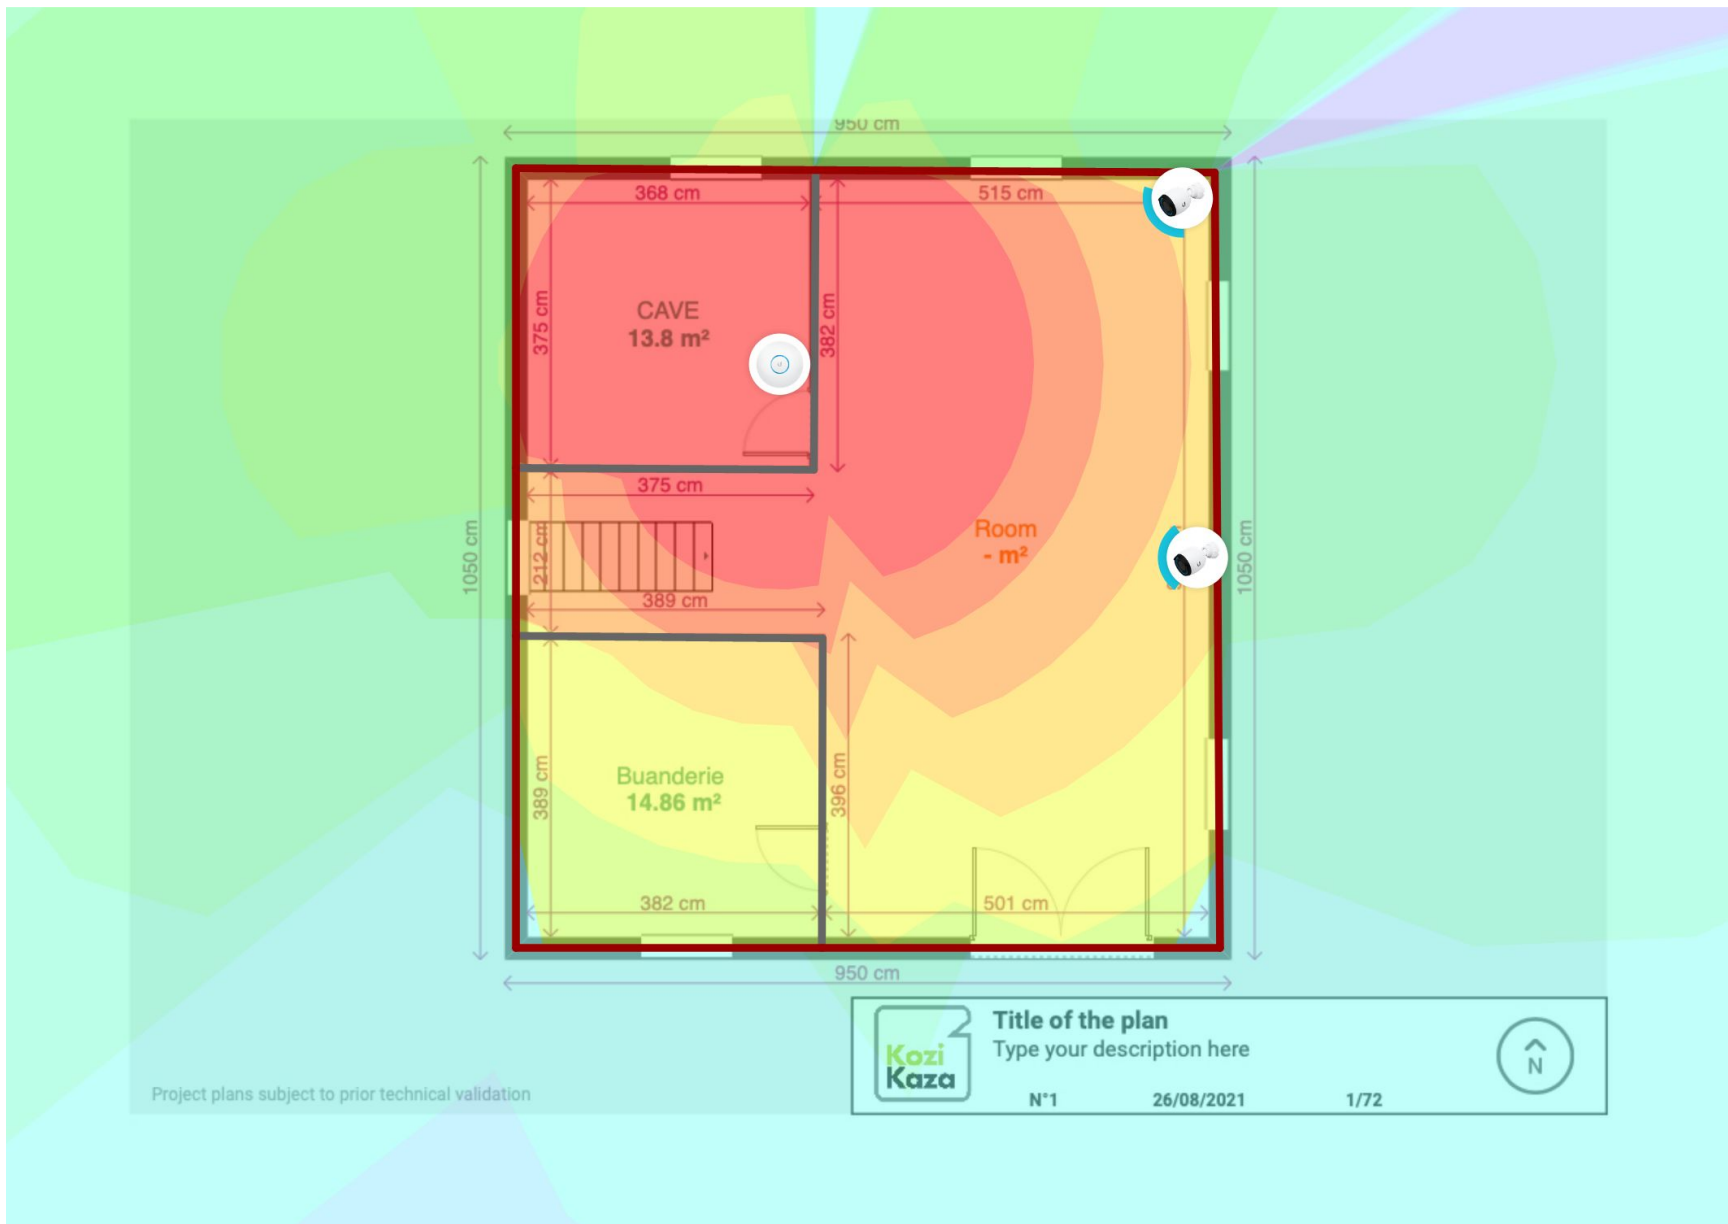 950 cm
368 cm
515 cm
375 cm
CAVE
13.8 m²
382 cm
375 cm
1050 cm
212 cm
Room
- m²
1050 cm
389 cm
389 cm
Buanderie
14.86 m²
396 cm
382 cm
501 cm
950 cm
Kozi
Kaza
Title of the plan
Type your description here
N
N°1
26/08/2021
1/72
Project plans subject to prior technical validation